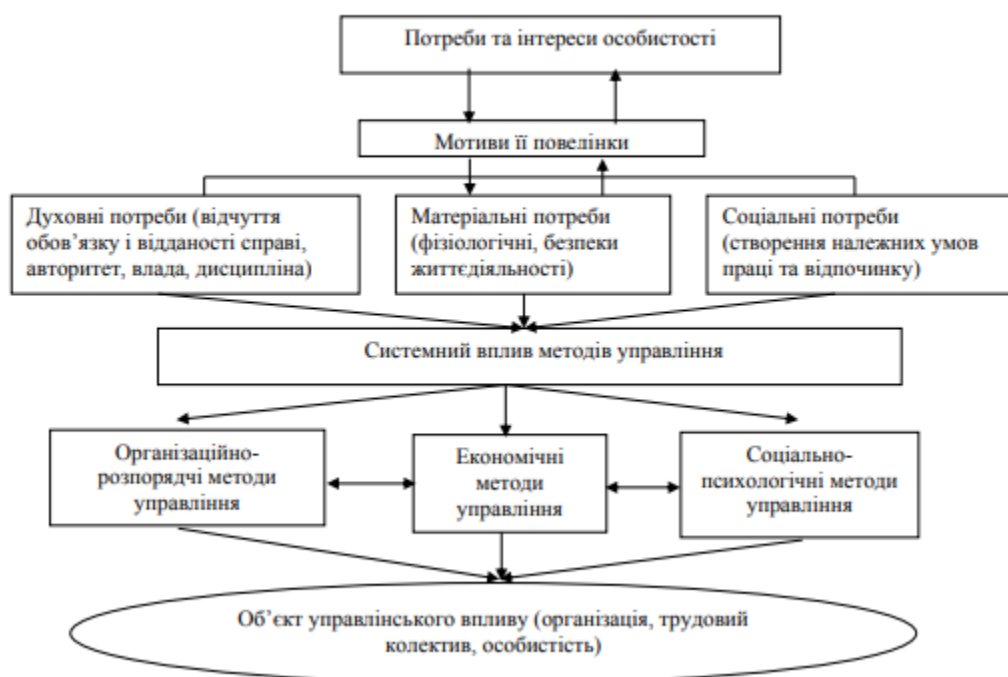 Потреби та інтереси особистості
Мотиви її повелінки
Духовні потреби (відчуття
обов’язку і відданості справі,
авторитет, влада, дисципліна)
Матеріальні потреби
(фізіологічні, безпеки
життєдіяльності)
Соціальні потреби
(створення належних умов
праці та відпочинку)
Системний вплив методів управління
Організаційно-
розпорядчі методи
управління
Економічні
методи
управління
Соціально-
психологічні методи
управління
Об’єкт управлінського впливу (організація, трудовий
колектив, особистість)